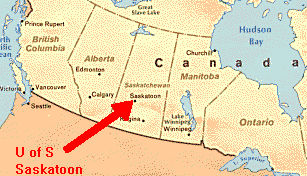 Great
Slave Lake
Prince Rupert
British
Columbia
Alberta
Edmonton
Saskatchewan
Saskatoon
Churchill
Hudson
Bay
Canada
Manitoba
Vancouver
Seattle
Calgary
Regina
Lake
Winnipeg
Winnipeg
Ontario
L. Superior
U of S
Saskatoon